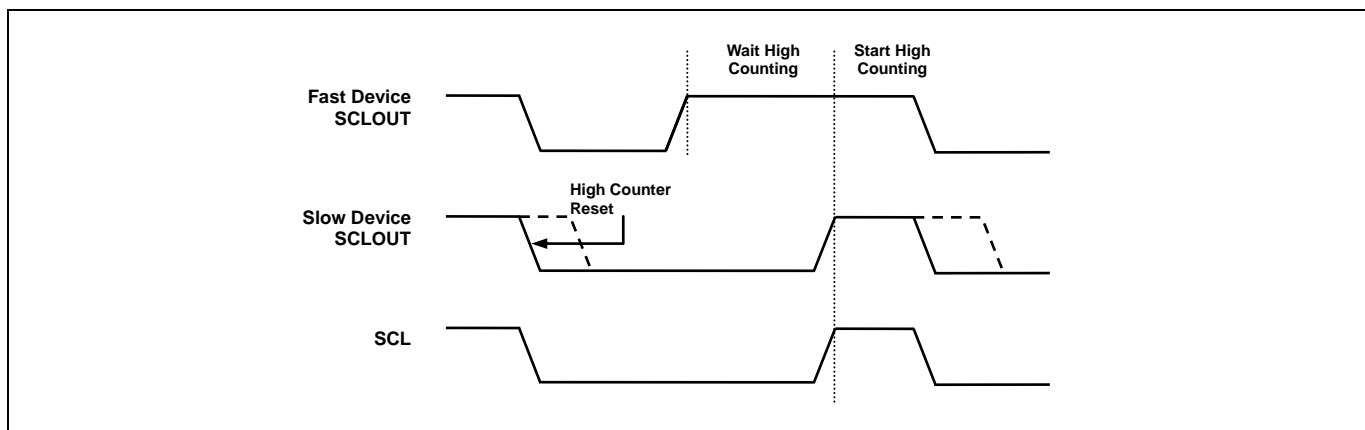 Wait High
Counting
Start High
Counting
Fast Device
SCLOUT
High Counter
Reset
Slow Device
SCLOUT
SCL